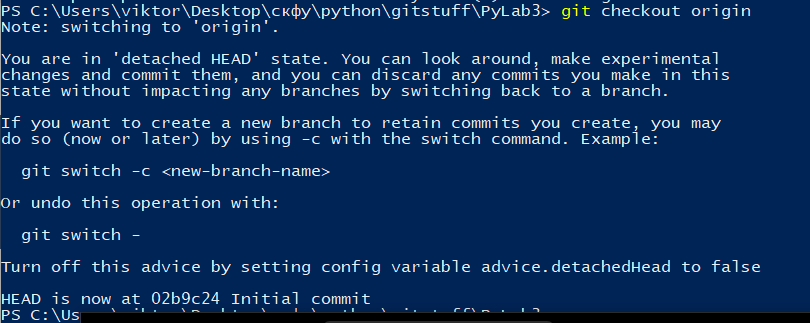 PS C:\Users\viktor\Desktop\скфу\python\gitstuff\PyLab3> git checkout origin
Note: switching to 'origin'.
You are in 'detached HEAD' state. You can look around, make experimental
changes and commit them, and you can discard any commits you make in this
state without impacting any branches by switching back to a branch.
If you want to create a new branch to retain commits you create, you may
do so (now or later) by using -c with the switch command. Example:
git switch -c <new-branch-name>
Or undo this operation with:
git switch -
Turn off this advice by setting config variable advice.detachedHead to false
HEAD is now at 02b9c24 Initial commit
PS C:\Us